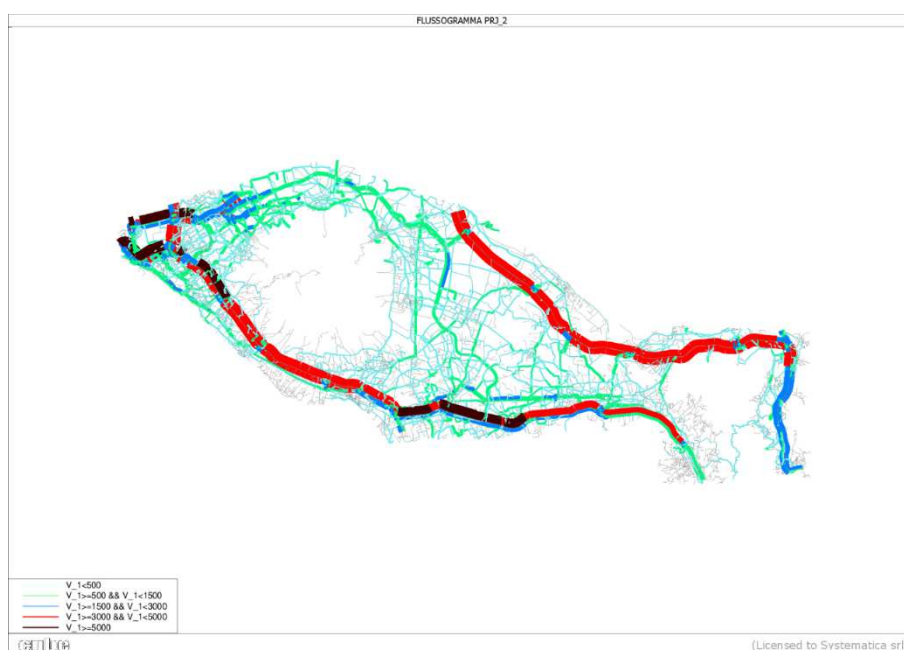 FLUSSOGRAMMA PRJ_2
V_1<500
V_1>=500 && V_1<1500
V_1>=1500 && V_1<3000
V_1>=3000 && V_1<5000
V_1>=5000
(Licensed to Systematica srl